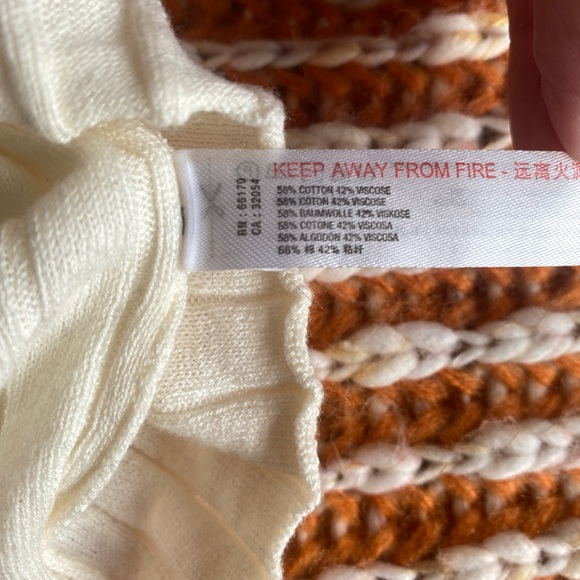 KEEP AWAY FROM FIRE - 远离火
58% COTTON 42% VISCOSE
58% COTON 42% VISCOSE
58% BAUMWOLLE 42% VISKOSE
58% COTONE 42% VISCOSA
58% ALGODON 42% VISCOSA
58% 棉 42% 粘纤
RN : 66170
CA : 32054